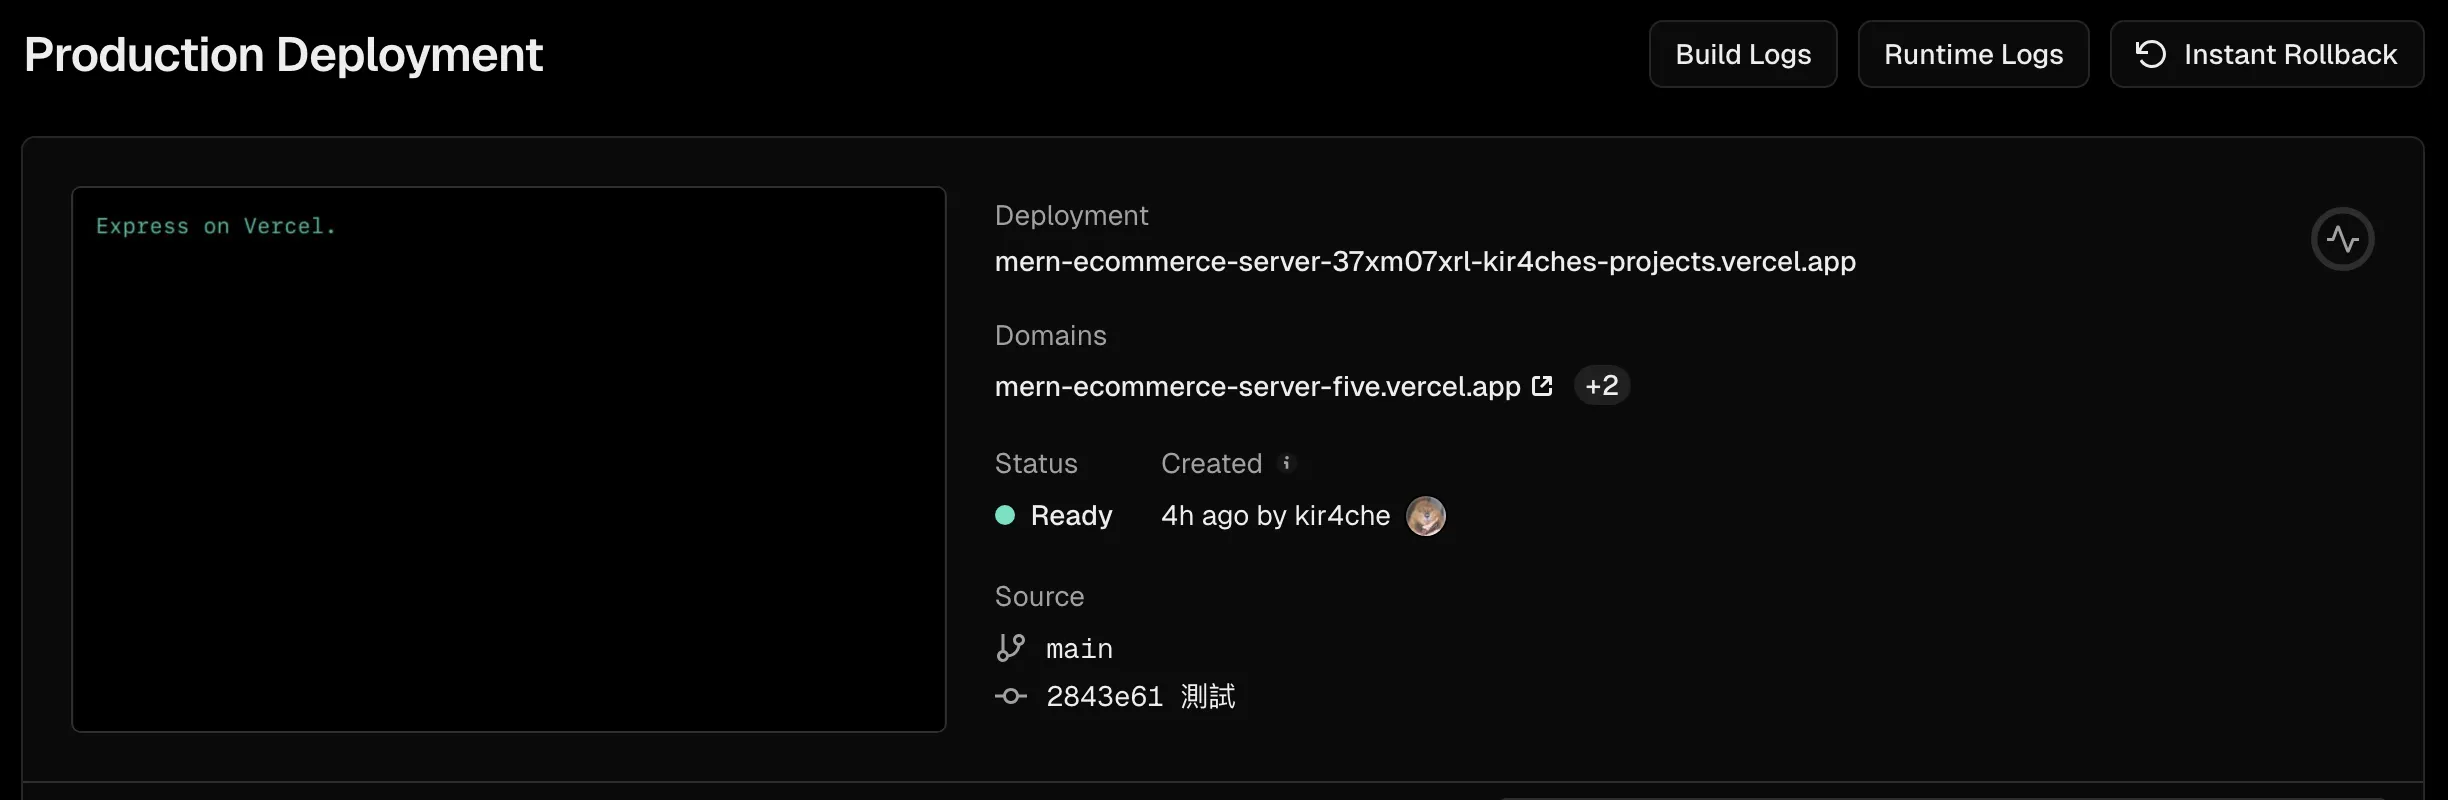 Production Deployment
Build Logs
Runtime Logs
Instant Rollback
Express on Vercel.
Deployment
mern-ecommerce-server-37xm07xrl-kir4ches-projects.vercel.app
Domains
mern-ecommerce-server-five.vercel.app +2
Status
Created
Ready
4h ago by kir4che
Source
main
2843e61 測試